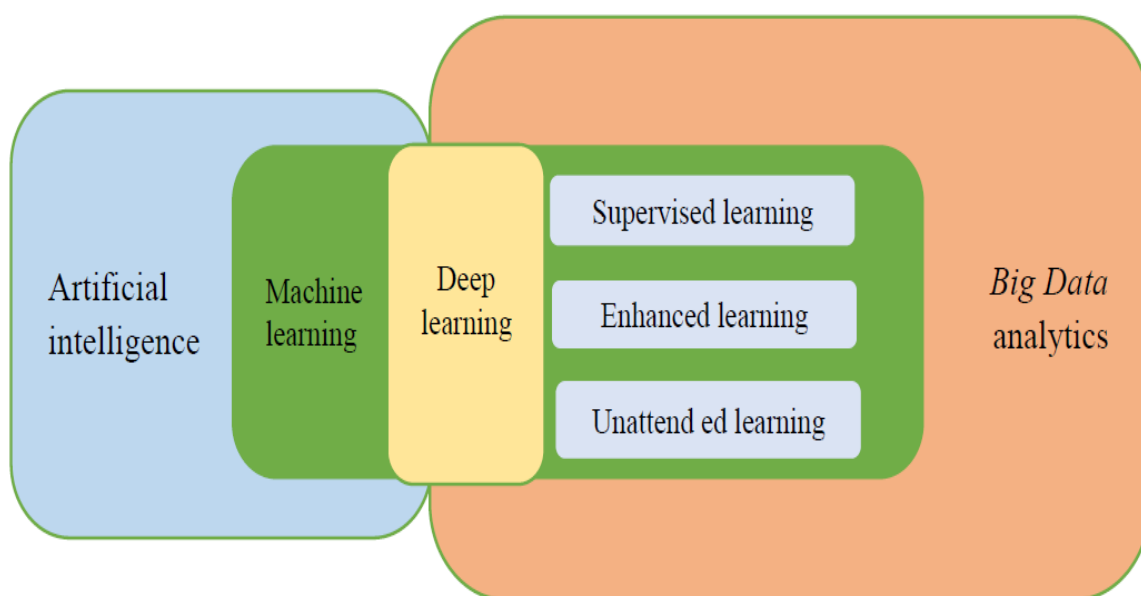 Artificial
intelligence
Machine
learning
Deep
learning
Supervised learning
Enhanced learning
Unattend ed learning
Big Data
analytics